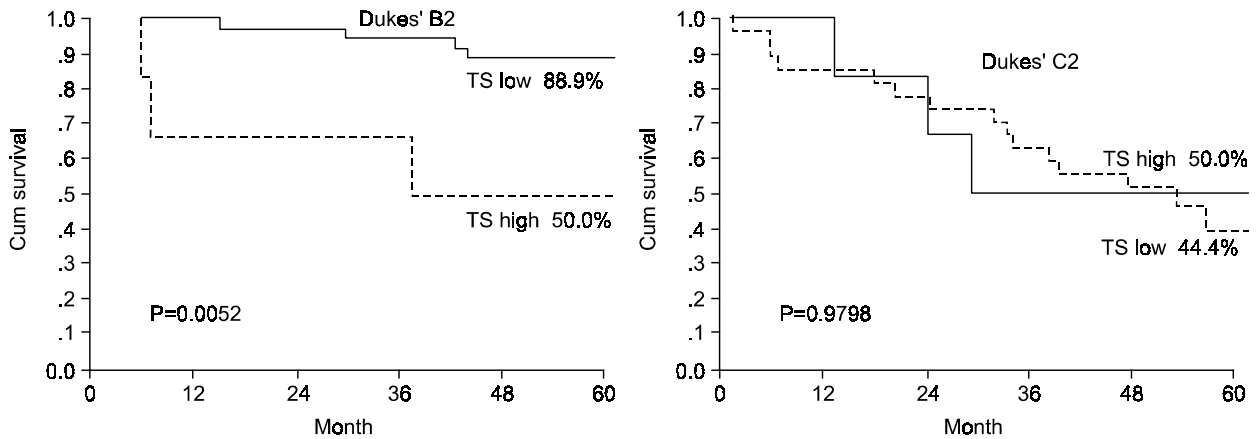 Dukes' B2
1.0
.9
.8
.7
.6
.5
.4
.3
.2
.1
0.0
Cum survival
TS low 88.9%
TS high 50.0%
P=0.0052
0 12 24 36 48 60
Month
Dukes' C2
1.0
.9
.8
.7
.6
.5
.4
.3
.2
.1
0.0
Cum survival
TS high 50.0%
TS low 44.4%
P=0.9798
0 12 24 36 48 60
Month